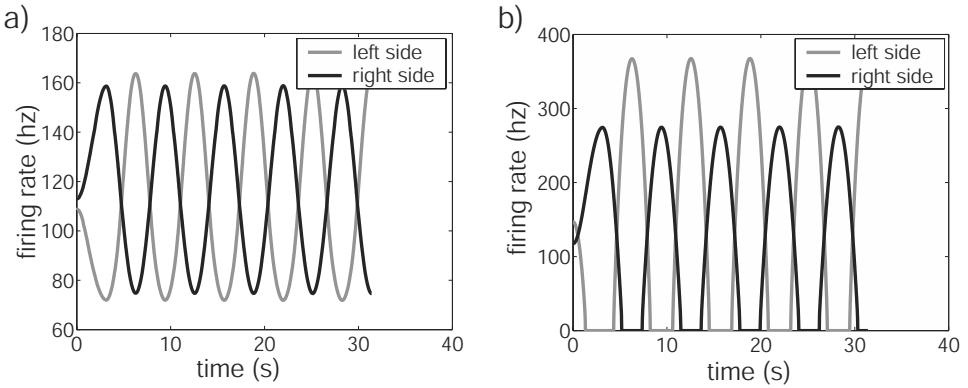 a)
180
160
140
120
100
80
60
0
10
20
30
40
firing rate (hz)
time (s)
left side
right side
b)
400
300
200
100
0
0
10
20
30
40
firing rate (hz)
time (s)
left side
right side